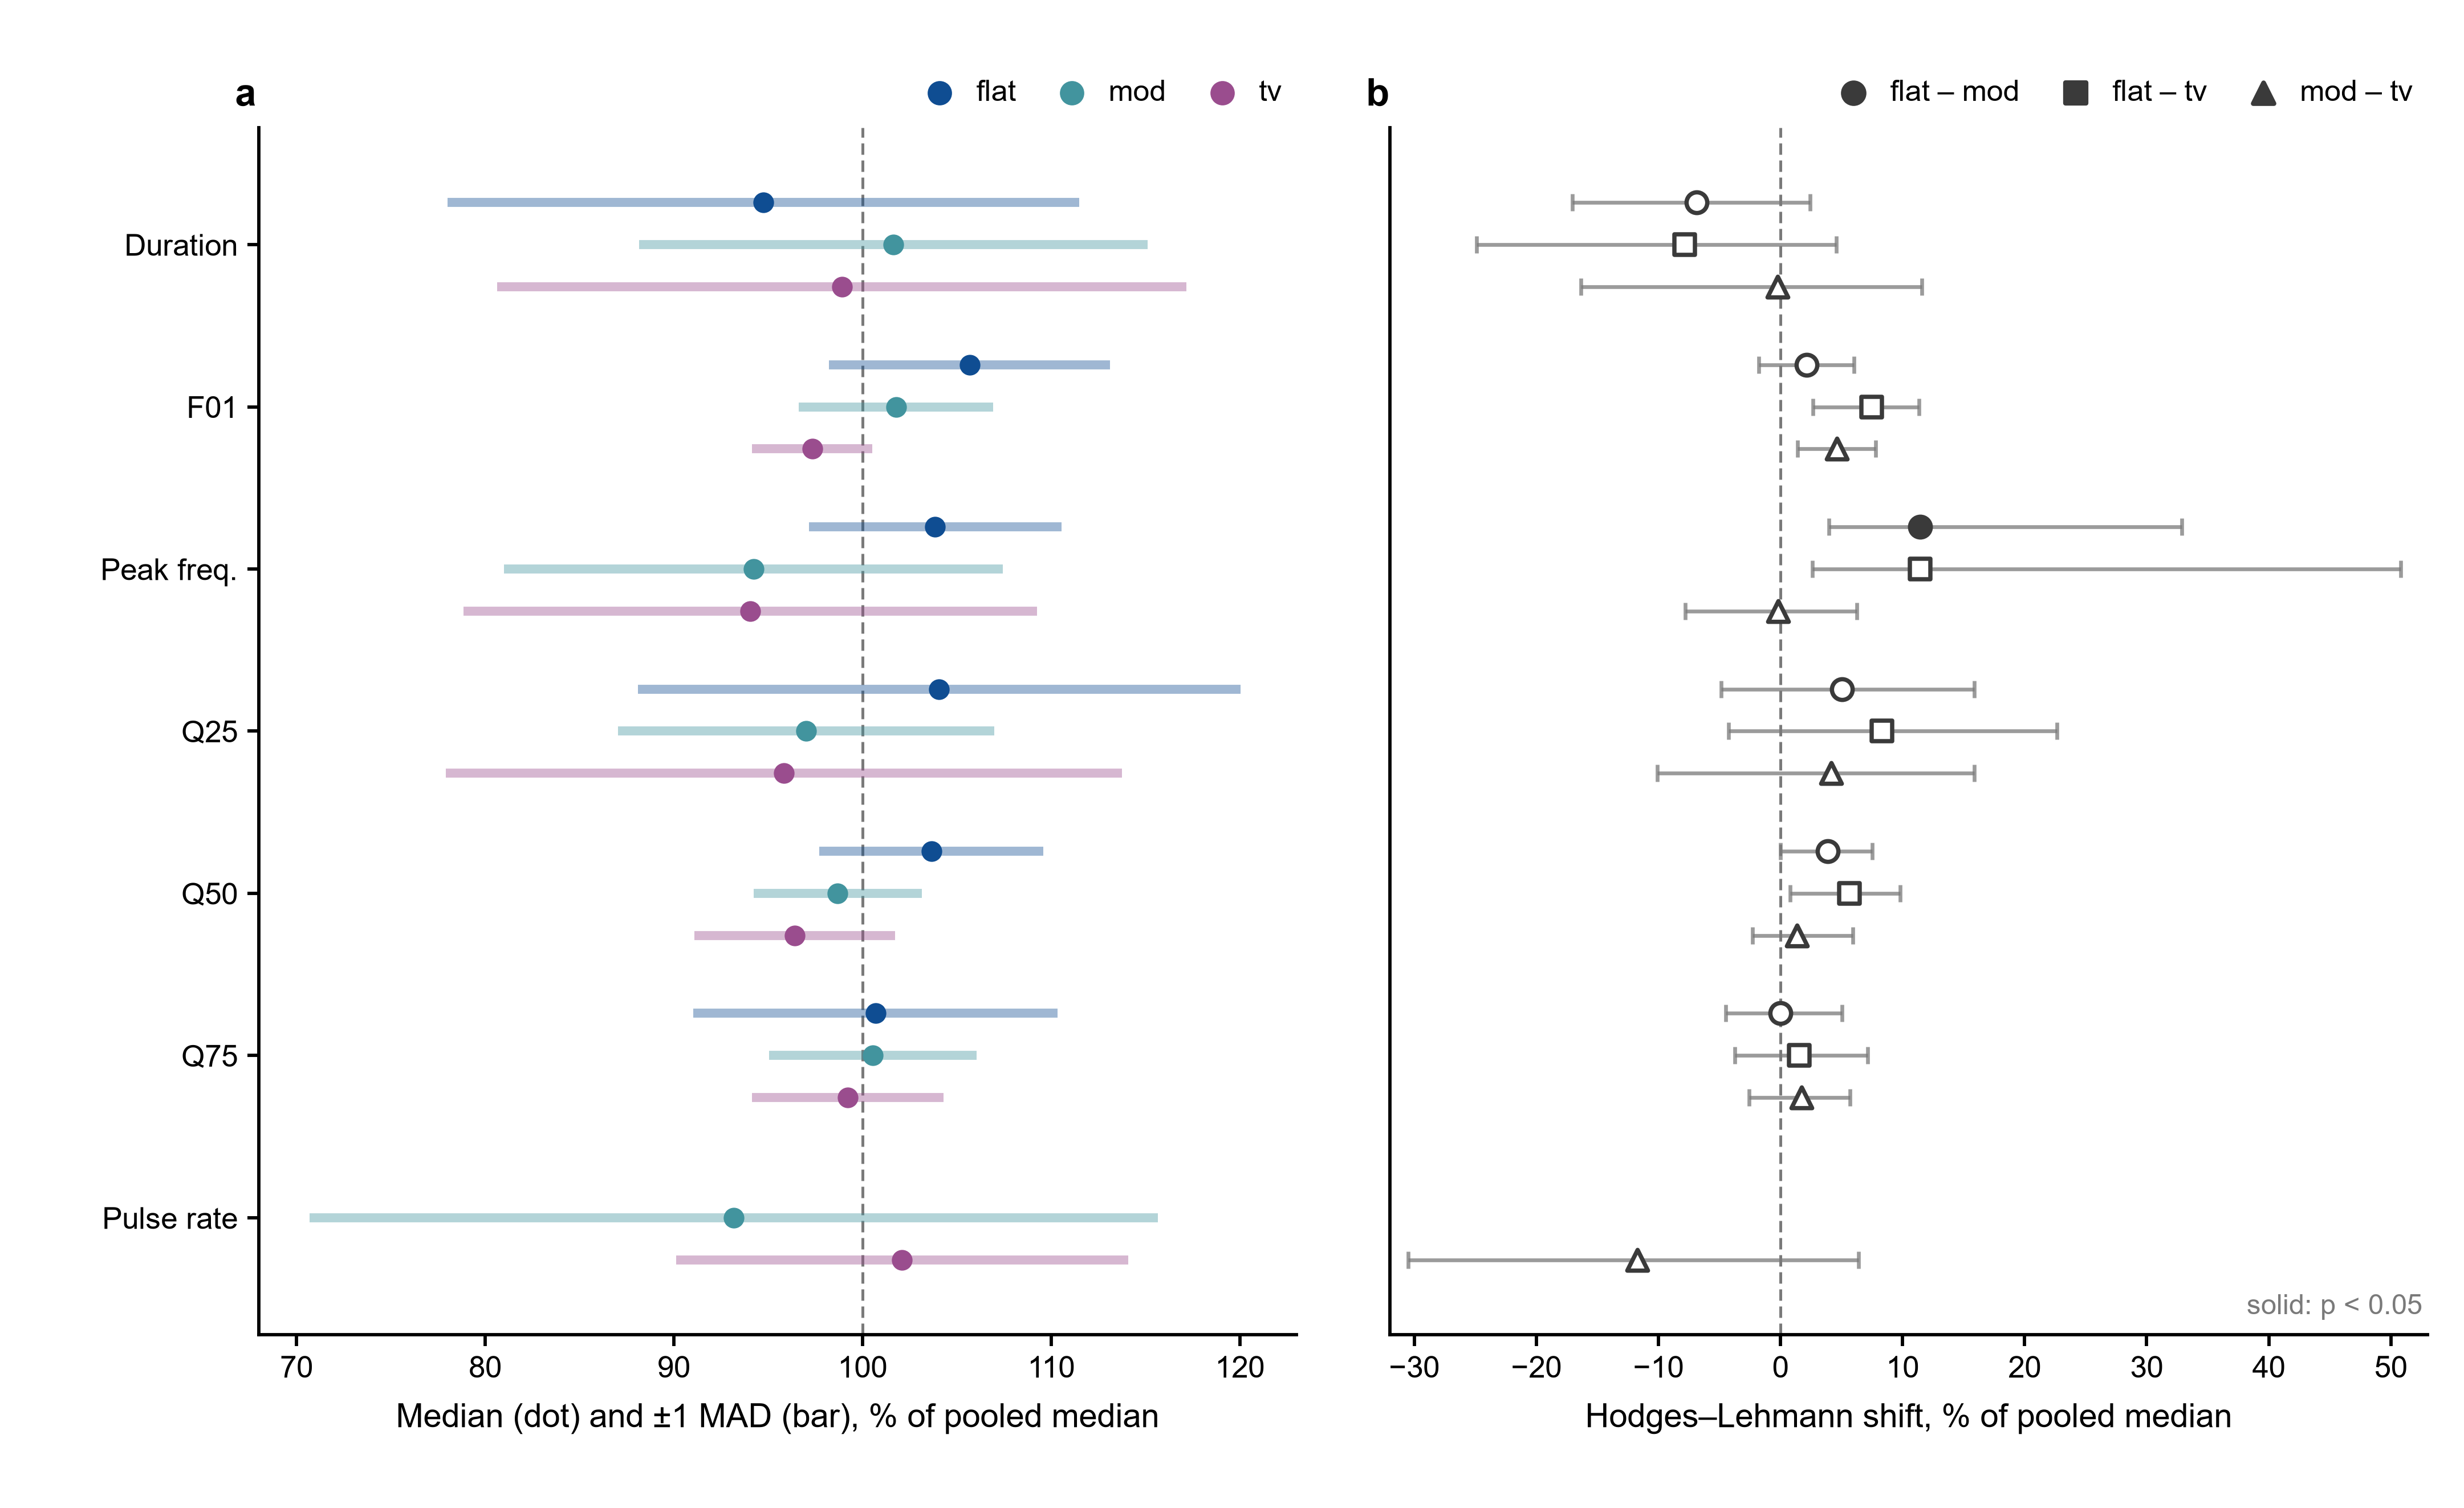 a
flat mod tv
Duration
F01
Peak freq.
Q25
Q50
Q75
Pulse rate
70 80 90 100 110 120
Median (dot) and ±1 MAD (bar), % of pooled median
b
flat – mod flat – tv mod – tv
solid: p < 0.05
−30 −20 −10 0 10 20 30 40 50
Hodges–Lehmann shift, % of pooled median